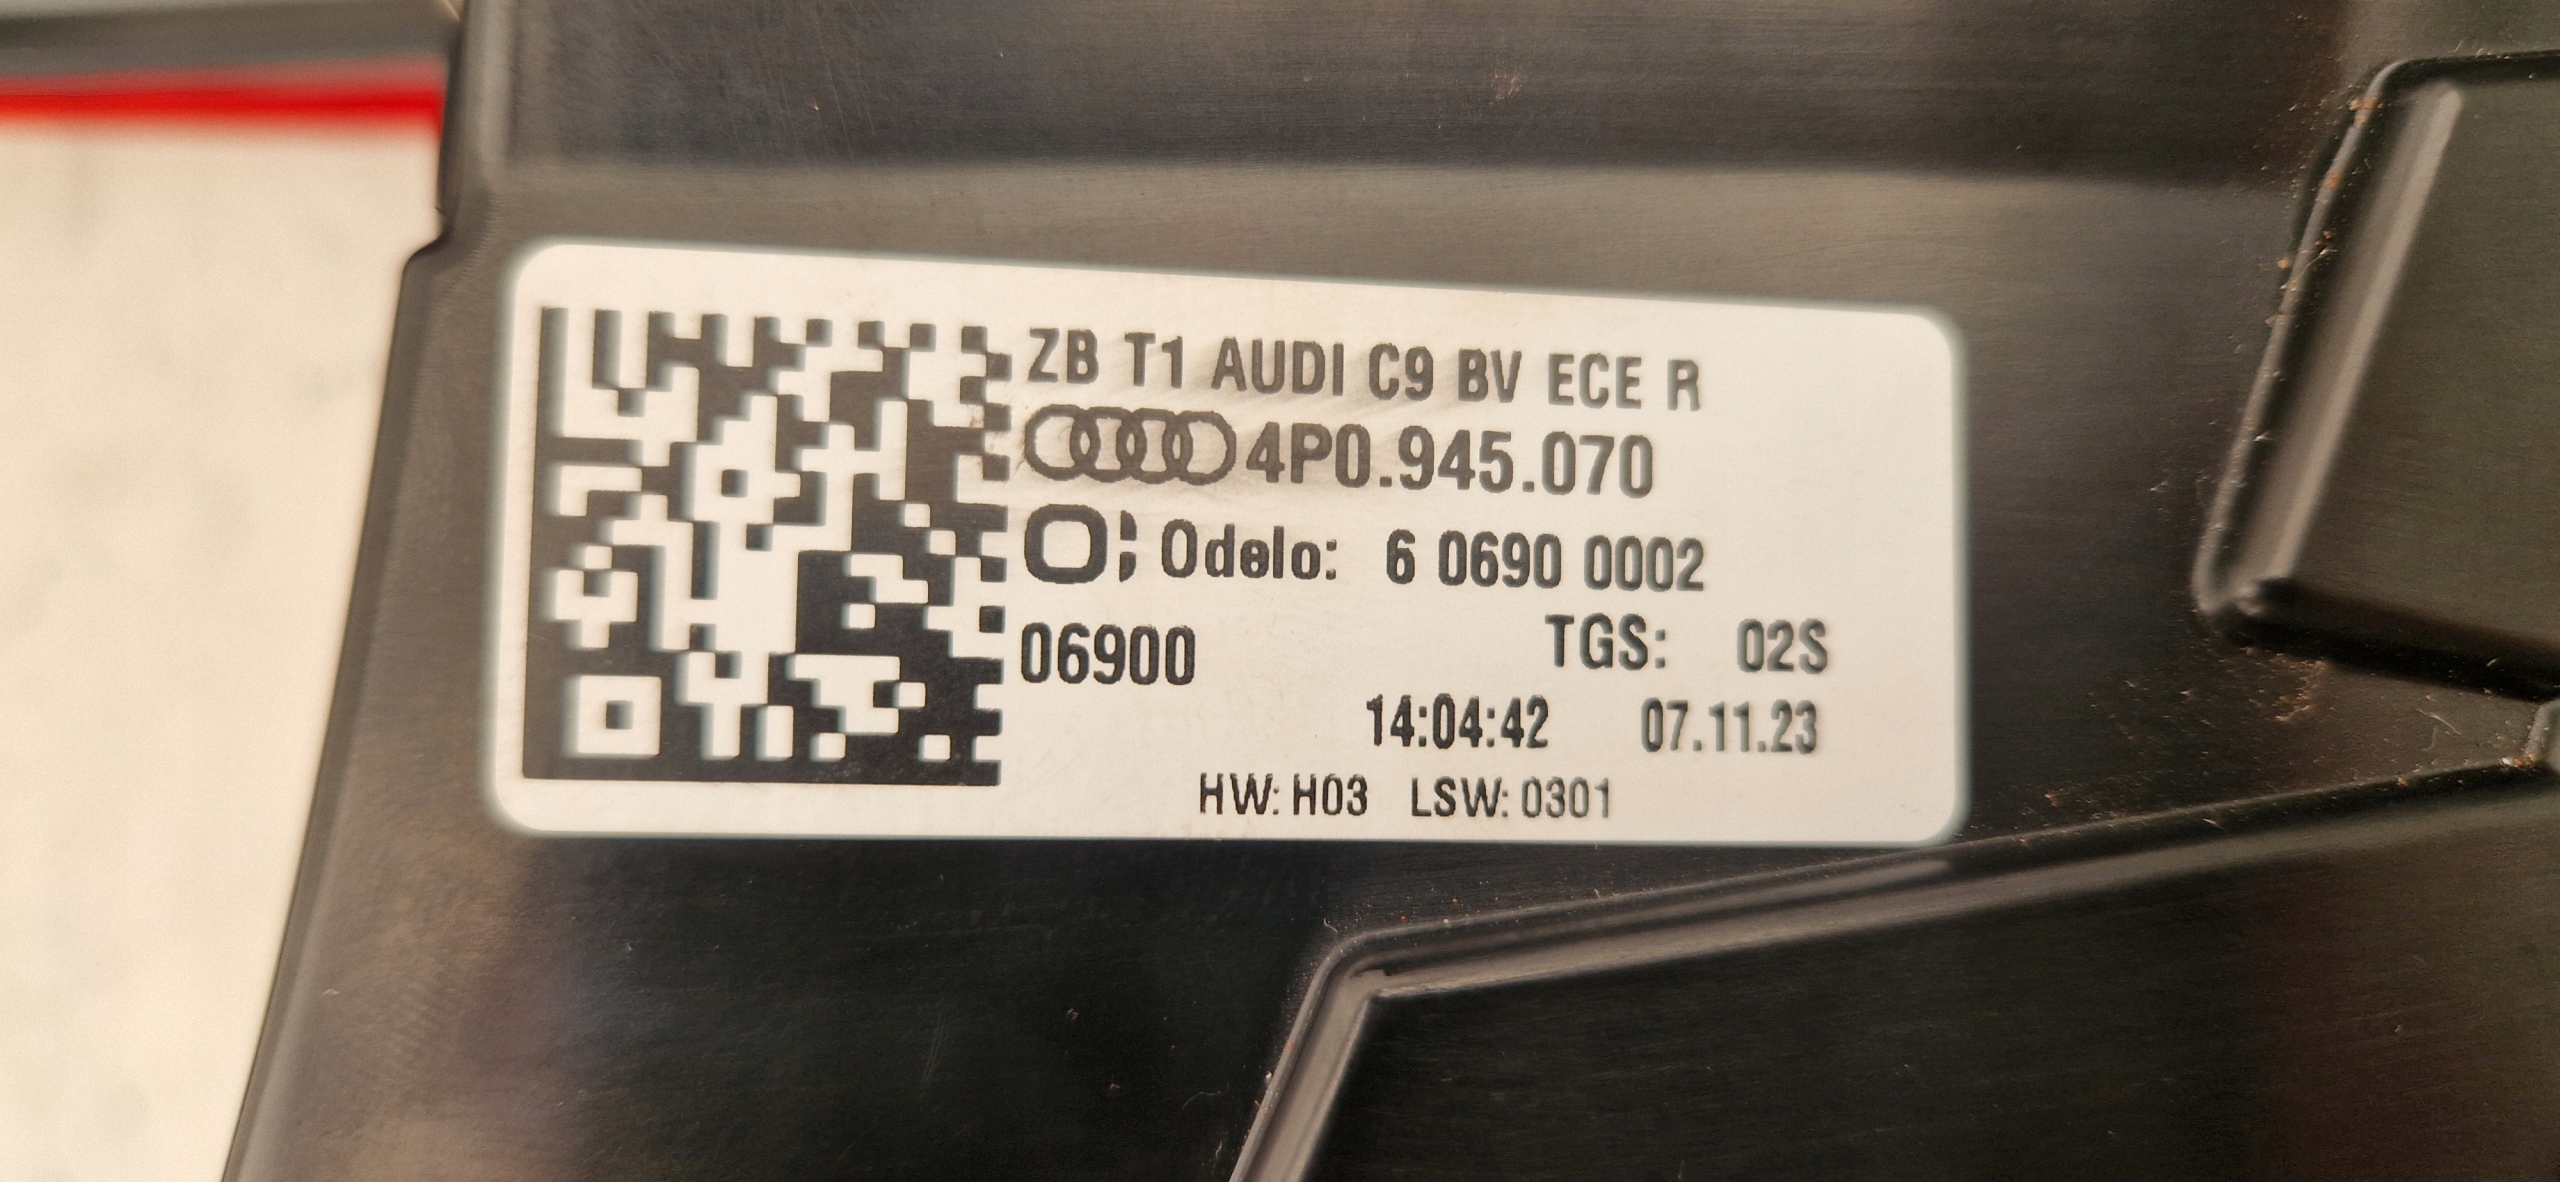 ZB T1 AUDI C9 BV ECE R
4P0.945.070
Odelo: 6 0690 0002
06900 TGS: 02S
14:04:42 07.11.23
HW: H03 LSW: 0301